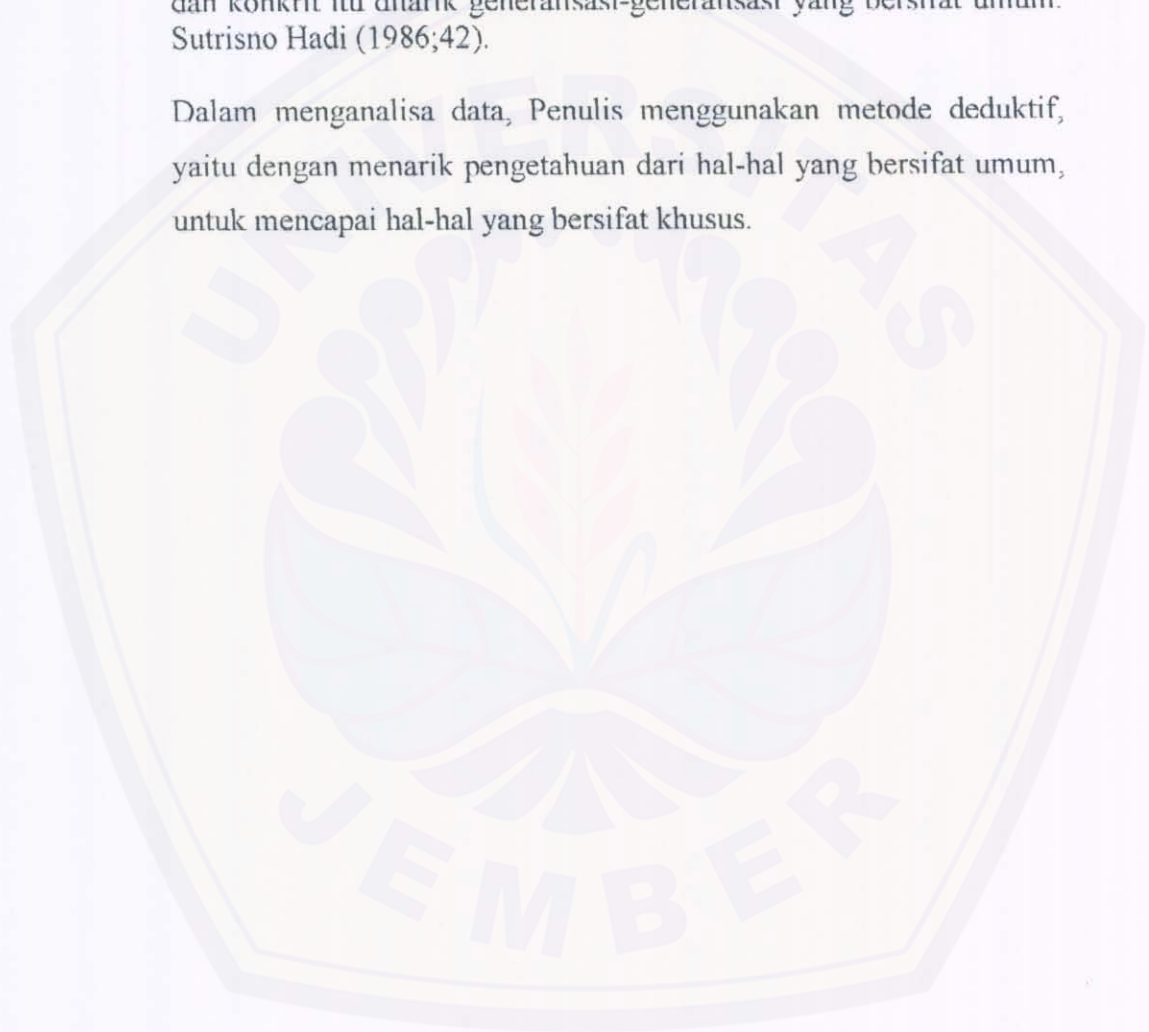 dan konkrit itu ditarik generalisasi-generalisasi yang bersifat umum.
Sutrisno Hadi (1986;42).
Dalam menganalisa data, Penulis menggunakan metode deduktif,
yaitu dengan menarik pengetahuan dari hal-hal yang bersifat umum,
untuk mencapai hal-hal yang bersifat khusus.
UNIVERSITAS
JEMBER